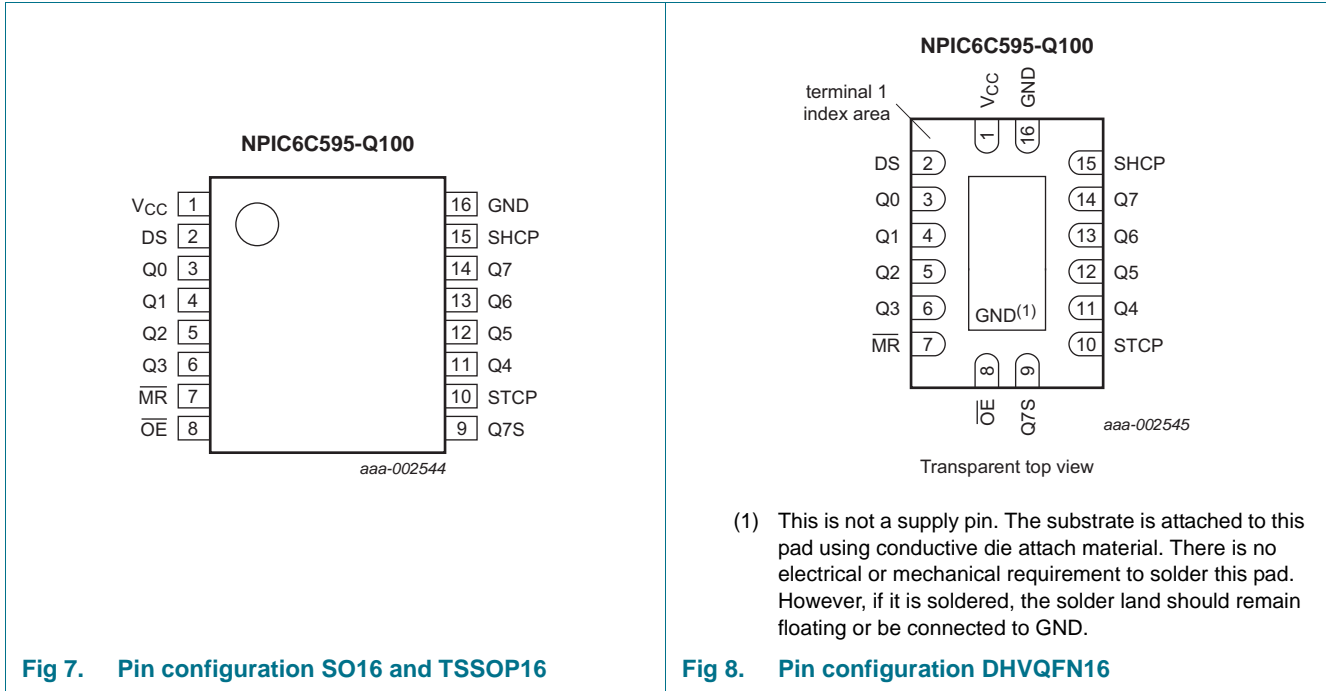 NPIC6C595-Q100
VCC 1
DS 2
Q0 3
Q1 4
Q2 5
Q3 6
MR 7
OE 8
16 GND
15 SHCP
14 Q7
13 Q6
12 Q5
11 Q4
10 STCP
9 Q7S
aaa-002544
Fig 7. Pin configuration SO16 and TSSOP16
NPIC6C595-Q100
terminal 1
index area
VCC GND
1 16
DS 2
Q0 3
Q1 4
Q2 5
Q3 6
MR 7
15 SHCP
14 Q7
13 Q6
12 Q5
11 Q4
10 STCP
GND(1)
8 9
OE Q7S
aaa-002545
Transparent top view
(1) This is not a supply pin. The substrate is attached to this
pad using conductive die attach material. There is no
electrical or mechanical requirement to solder this pad.
However, if it is soldered, the solder land should remain
floating or be connected to GND.
Fig 8. Pin configuration DHVQFN16